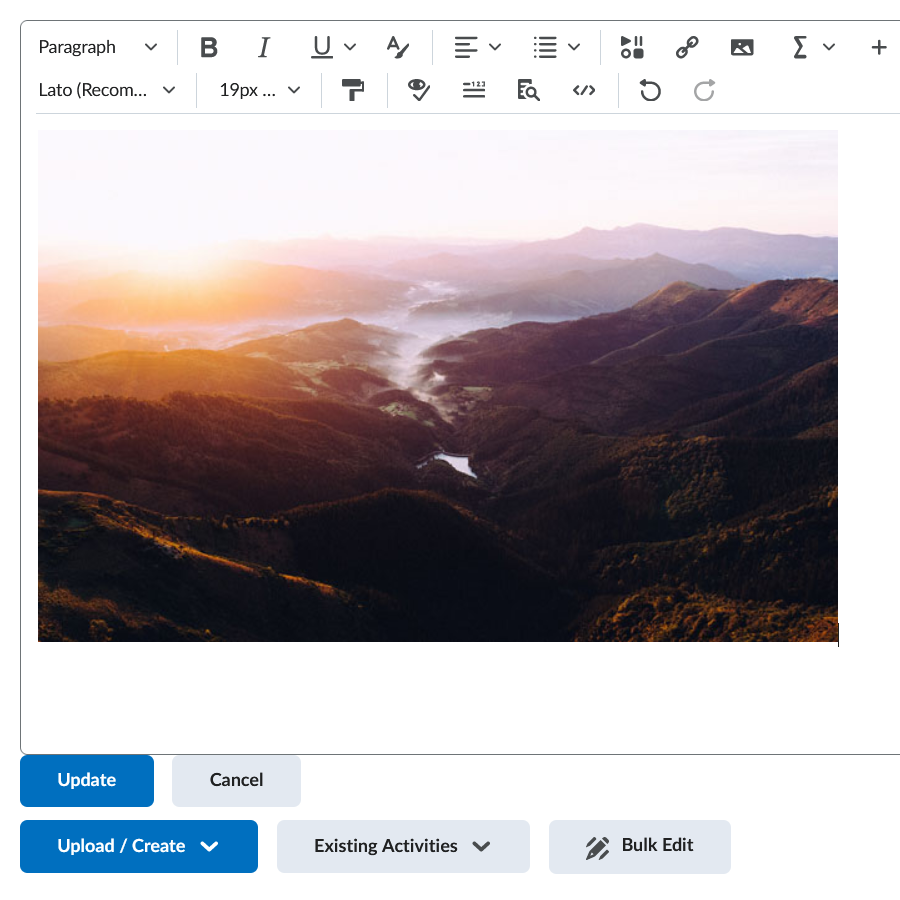 Paragraph B I U A
Lato (Recom... 19px ...
Update Cancel
Upload / Create Existing Activities Bulk Edit